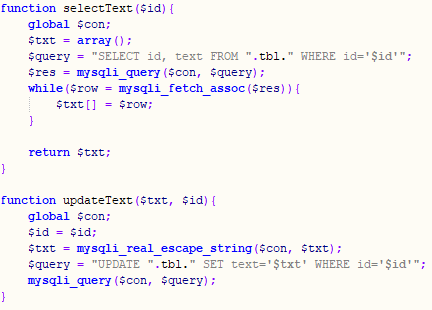 function selectText($id){
global $con;
$txt = array();
$query = "SELECT id, text FROM ".tbl." WHERE id='$id'";
$res = mysqli_query($con, $query);
while($row = mysqli_fetch_assoc($res)){
$txt[] = $row;
}
return $txt;
}
function updateText($txt, $id){
global $con;
$id = $id;
$txt = mysqli_real_escape_string($con, $txt);
$query = "UPDATE ".tbl." SET text='$txt' WHERE id='$id'";
mysqli_query($con, $query);
}